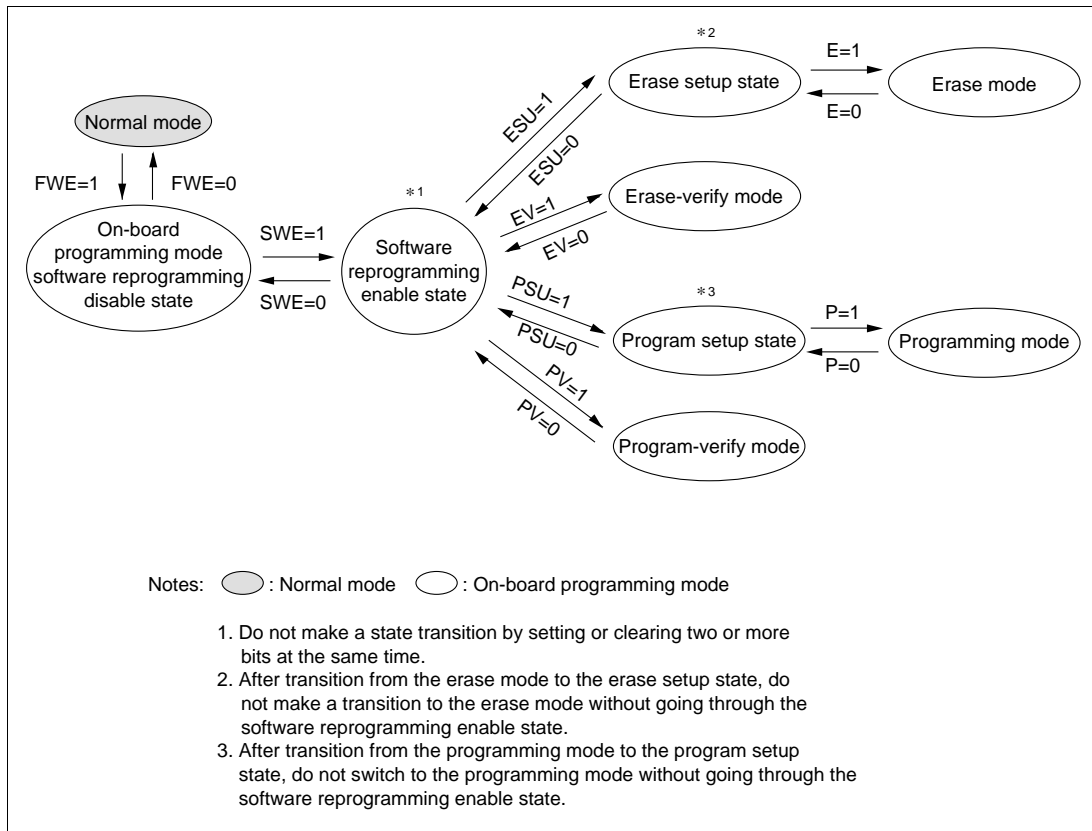 *2
Erase setup state
E=1
E=0
Erase mode
Normal mode
FWE=1
FWE=0
ESU=1
ESU=0
*1
On-board
programming mode
software reprogramming
disable state
SWE=1
SWE=0
Software
reprogramming
enable state
EV=1
EV=0
Erase-verify mode
PSU=1
PSU=0
*3
Program setup state
P=1
P=0
Programming mode
PV=1
PV=0
Program-verify mode
Notes: : Normal mode : On-board programming mode
1. Do not make a state transition by setting or clearing two or more
bits at the same time.
2. After transition from the erase mode to the erase setup state, do
not make a transition to the erase mode without going through the
software reprogramming enable state.
3. After transition from the programming mode to the program setup
state, do not switch to the programming mode without going through the
software reprogramming enable state.